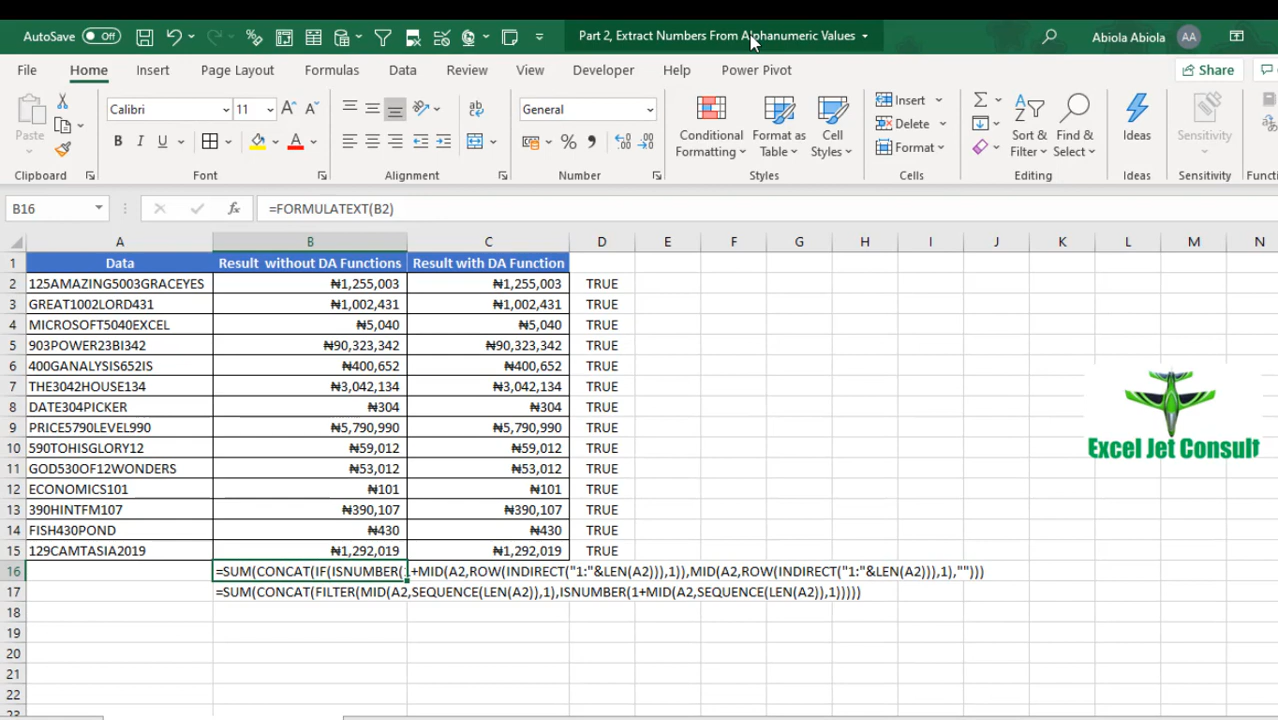 AutoSave Off Part 2, Extract Numbers From Alphanumeric Values Abiola Abiola AA
File Home Insert Page Layout Formulas Data Review View Developer Help Power Pivot Share
Paste Calibri 11 A A General Conditional Formatting Format as Table Cell Styles Insert Delete Format Sort & Filter Find & Select Ideas Sensitivity
B I U A
Clipboard Font Alignment Number Styles Cells Editing Ideas Sensitivity
B16 fx =FORMULATEXT(B2)
A B C D E F G H I J K L M N
1 Data Result without DA Functions Result with DA Function
2 125AMAZING5003GRACEYES ₦1,255,003 ₦1,255,003 TRUE
3 GREAT1002LORD431 ₦1,002,431 ₦1,002,431 TRUE
4 MICROSOFT5040EXCEL ₦5,040 ₦5,040 TRUE
5 903POWER23BI342 ₦90,323,342 ₦90,323,342 TRUE
6 400GANALYSIS652IS ₦400,652 ₦400,652 TRUE
7 THE3042HOUSE134 ₦3,042,134 ₦3,042,134 TRUE
8 DATE304PICKER ₦304 ₦304 TRUE
9 PRICE5790LEVEL990 ₦5,790,990 ₦5,790,990 TRUE
10 590TOHISGLORY12 ₦59,012 ₦59,012 TRUE
11 GOD530OF12WONDERS ₦53,012 ₦53,012 TRUE
12 ECONOMICS101 ₦101 ₦101 TRUE
13 390HINTFM107 ₦390,107 ₦390,107 TRUE
14 FISH430POND ₦430 ₦430 TRUE
15 129CAMTASIA2019 ₦1,292,019 ₦1,292,019 TRUE
16 =SUM(CONCAT(IF(ISNUMBER(1+MID(A2,ROW(INDIRECT("1:"&LEN(A2))),1)),MID(A2,ROW(INDIRECT("1:"&LEN(A2))),1),"")))
17 =SUM(CONCAT(FILTER(MID(A2,SEQUENCE(LEN(A2)),1),ISNUMBER(1+MID(A2,SEQUENCE(LEN(A2)),1)))))
18
19
20
21
22
23
Excel Jet Consult